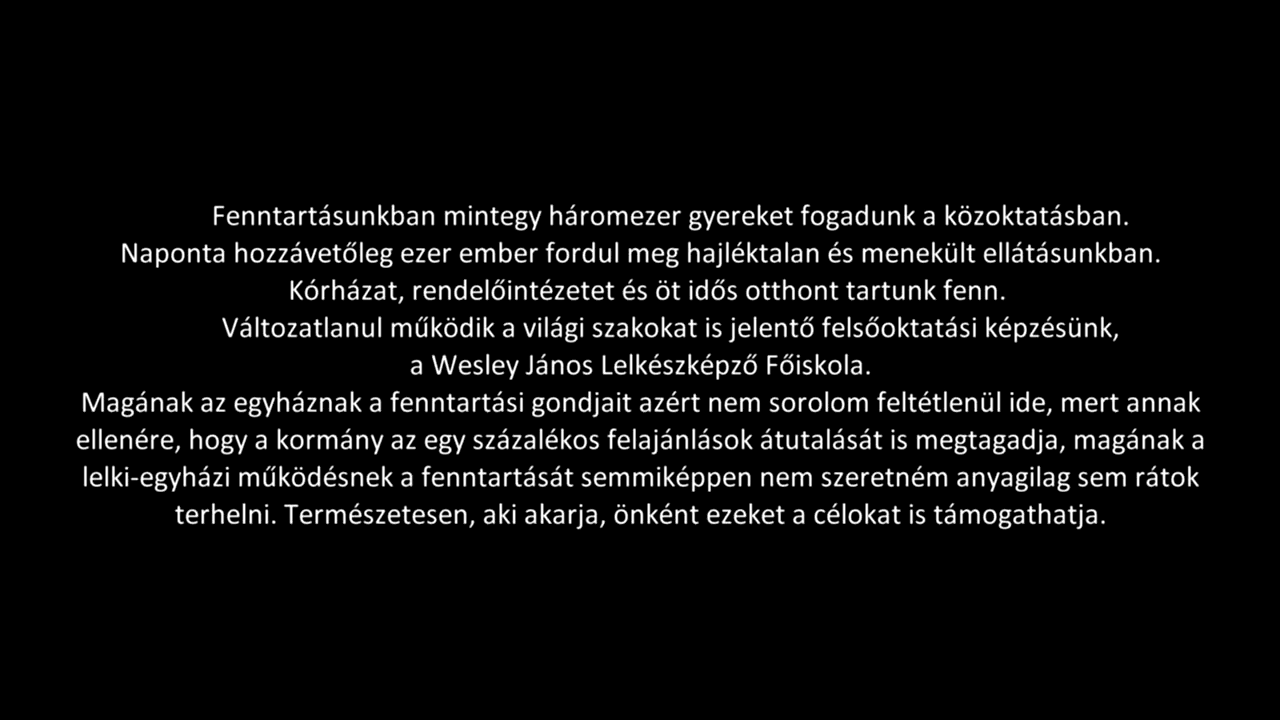 Fenntartásunkban mintegy háromezer gyereket fogadunk a közoktatásban.
Naponta hozzávetőleg ezer ember fordul meg hajléktalan és menekült ellátásunkban.
Kórházat, rendelőintézetet és öt idős otthont tartunk fenn.
Változatlanul működik a világi szakokat is jelentő felsőoktatási képzésünk,
a Wesley János Lelkészképző Főiskola.
Magának az egyháznak a fenntartási gondjait azért nem sorolom feltétlenül ide, mert annak
ellenére, hogy a kormány az egy százalékos felajánlások átutalását is megtagadja, magának a
lelki-egyházi működésnek a fenntartását semmiképpen nem szeretném anyagilag sem rátok
terhelni. Természetesen, aki akarja, önként ezeket a célokat is támogathatja.